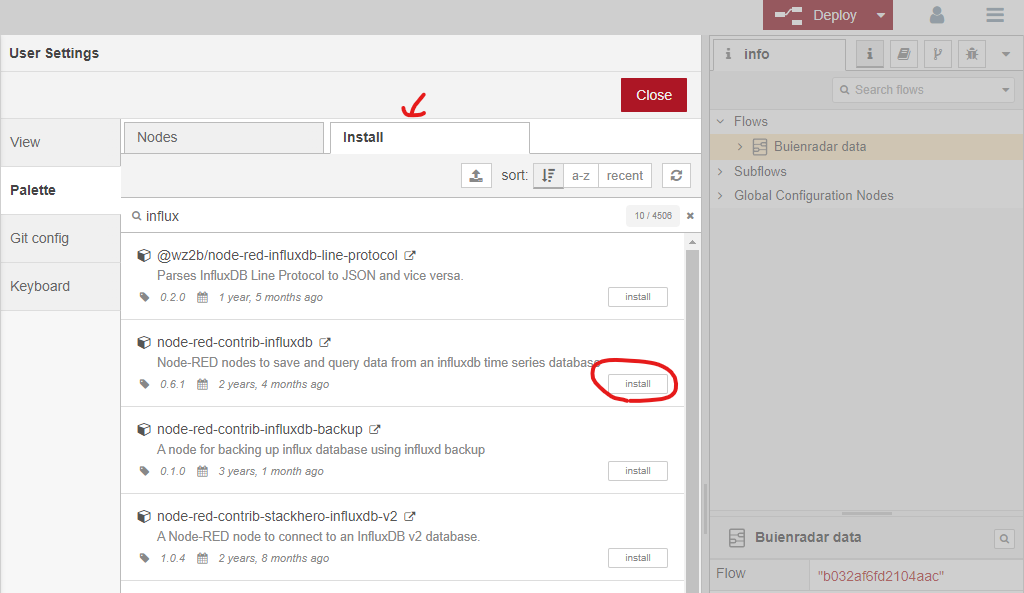 Deploy
User Settings
Close
View
Palette
Git config
Keyboard
Nodes
Install
sort:
a-z
recent
influx
10 / 4506
@wz2b/node-red-influxdb-line-protocol
Parses InfluxDB Line Protocol to JSON and vice versa.
0.2.0 1 year, 5 months ago
install
node-red-contrib-influxdb
Node-RED nodes to save and query data from an influxdb time series database
0.6.1 2 years, 4 months ago
install
node-red-contrib-influxdb-backup
A node for backing up influx database using influxd backup
0.1.0 3 years, 1 month ago
install
node-red-contrib-stackhero-influxdb-v2
A Node-RED node to connect to an InfluxDB v2 database.
1.0.4 2 years, 8 months ago
install
info
Search flows
Flows
Buienradar data
Subflows
Global Configuration Nodes
Buienradar data
Flow "b032af6fd2104aac"